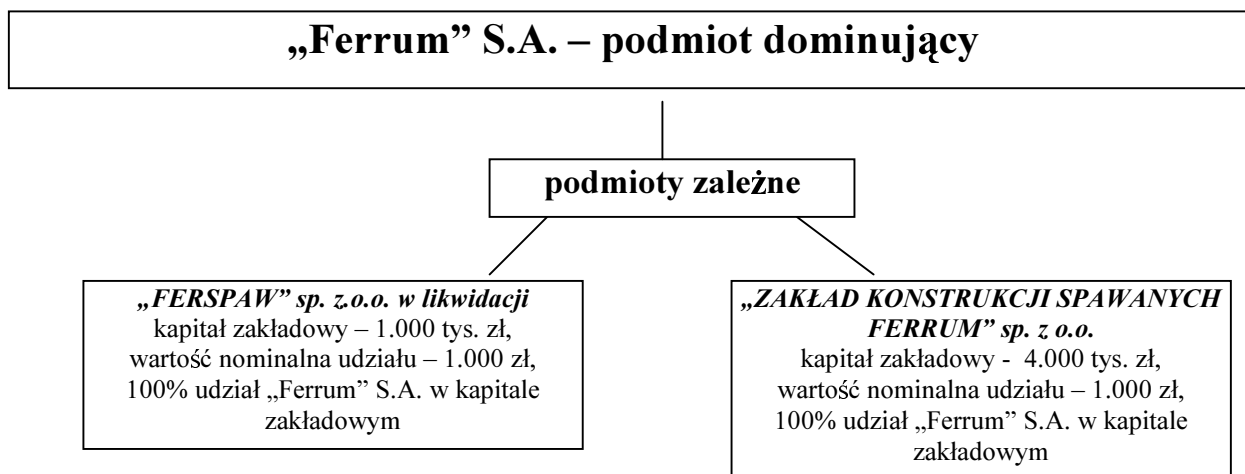 „Ferrum” S.A. – podmiot dominujący
podmioty zależne
„FERSPAW” sp. z.o.o. w likwidacji
kapitał zakładowy – 1.000 tys. zł,
wartość nominalna udziału – 1.000 zł,
100% udział „Ferrum” S.A. w kapitale
zakładowym
„ZAKŁAD KONSTRUKCJI SPAWANYCH
FERRUM” sp. z o.o.
kapitał zakładowy - 4.000 tys. zł,
wartość nominalna udziału – 1.000 zł,
100% udział „Ferrum” S.A. w kapitale
zakładowym